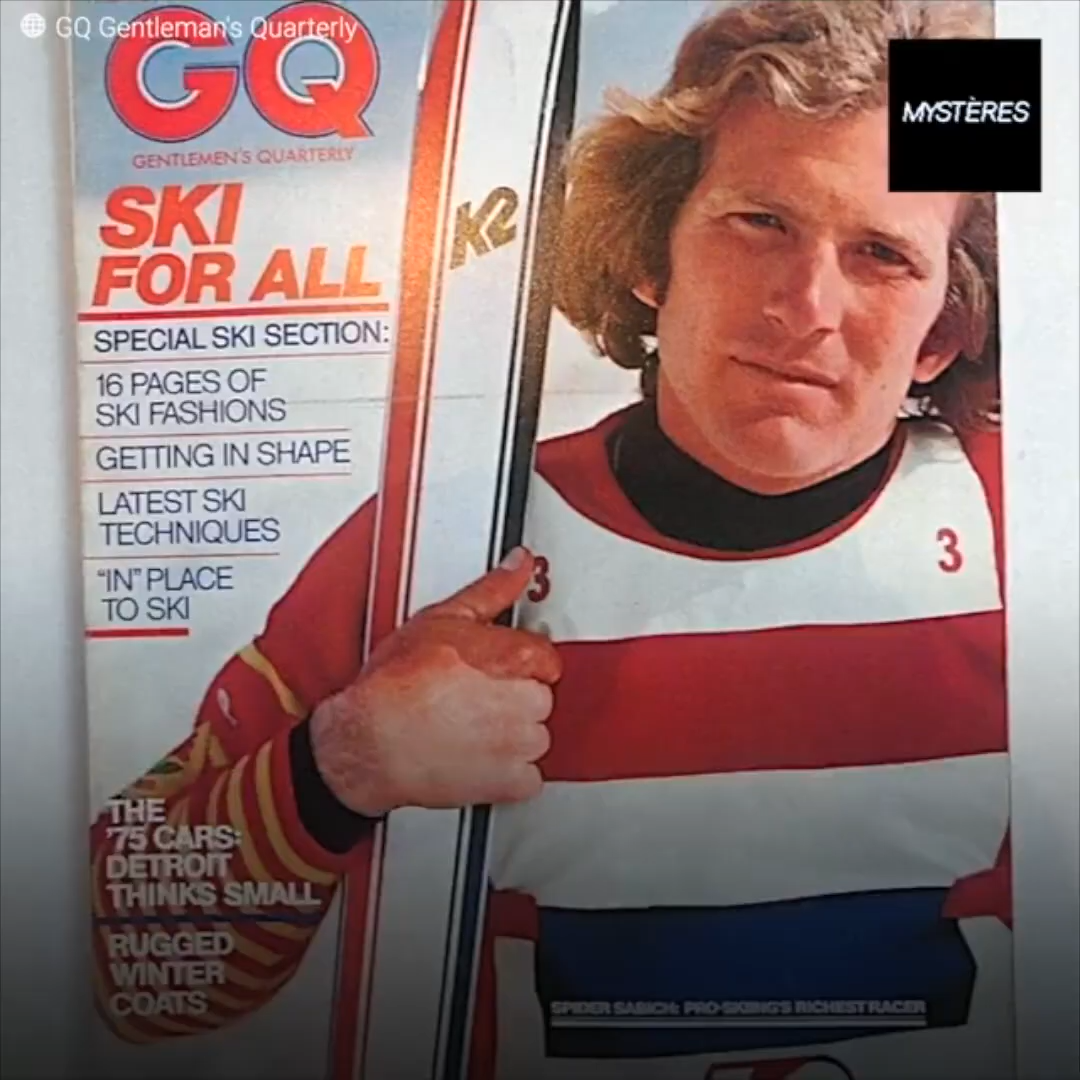 GQ Gentleman's Quarterly
GQ
GENTLEMEN'S QUARTERLY
MYSTÈRES
SKI
FOR ALL
K2
SPECIAL SKI SECTION:
16 PAGES OF
SKI FASHIONS
GETTING IN SHAPE
LATEST SKI
TECHNIQUES
"IN" PLACE
TO SKI
3
3
THE
'75 CARS:
DETROIT
THINKS SMALL
RUGGED
WINTER
COATS
SPIDER SABICH: PRO-SKIING'S RICHEST RACER